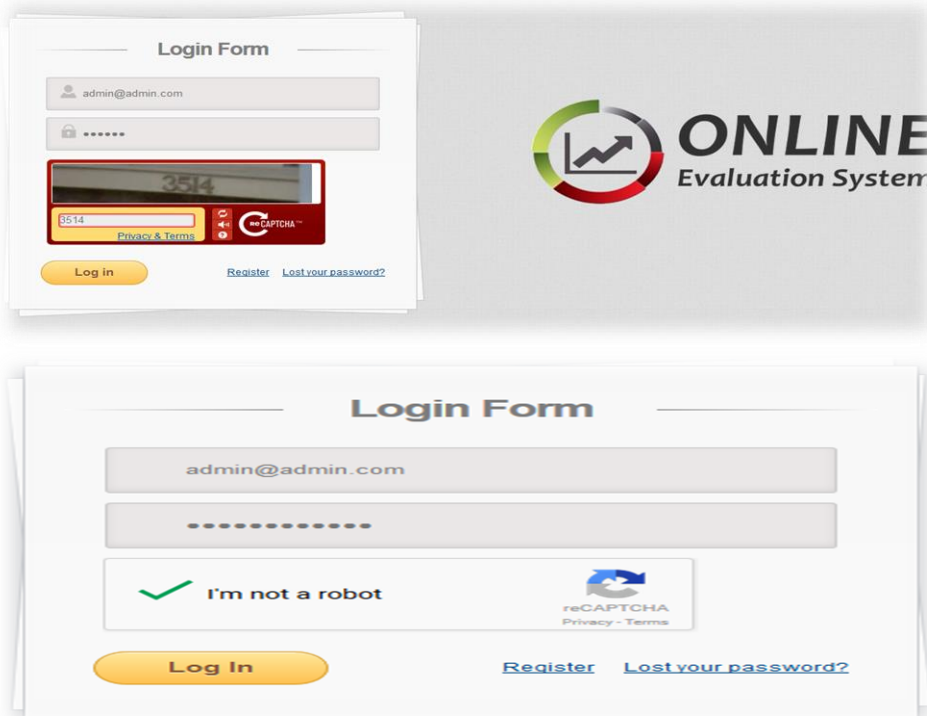 Login Form
admin@admin.com
••••••
3514
3514
Privacy & Terms
reCAPTCHA™
Log in
Register Lost your password?
ONLINE
Evaluation System
Login Form
admin@admin.com
••••••••••••
I'm not a robot
reCAPTCHA
Privacy - Terms
Log In
Register Lost your password?